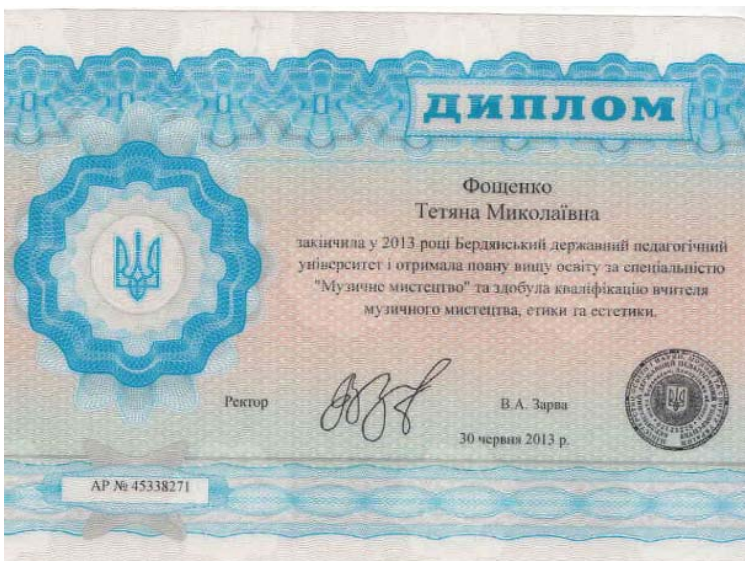 ДИПЛОМ
Фощенко
Тетяна Миколаївна
закінчила у 2013 році Бердянський державний педагогічний
університет і отримала повну вищу освіту за спеціальністю
"Музичне мистецтво" та здобула кваліфікацію вчителя
музичного мистецтва, етики та естетики.
Ректор
В.А. Зарва
30 червня 2013 р.
АР № 45338271